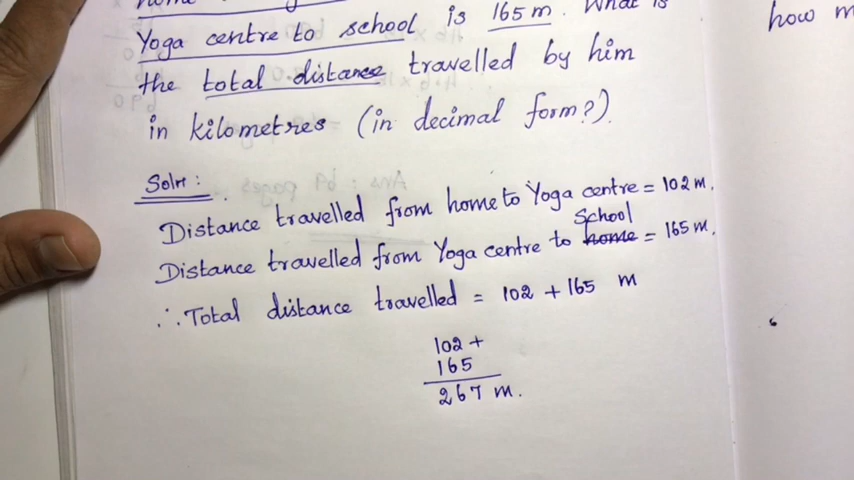 Yoga centre to school is 165 m. What is
the total distance travelled by him
in kilometres (in decimal form?)
how m
Soln :
Distance travelled from home to Yoga centre = 102 m.
School
Distance travelled from Yoga centre to home = 165 m.
∴ Total distance travelled = 102 + 165 m
102 +
165
267 m.